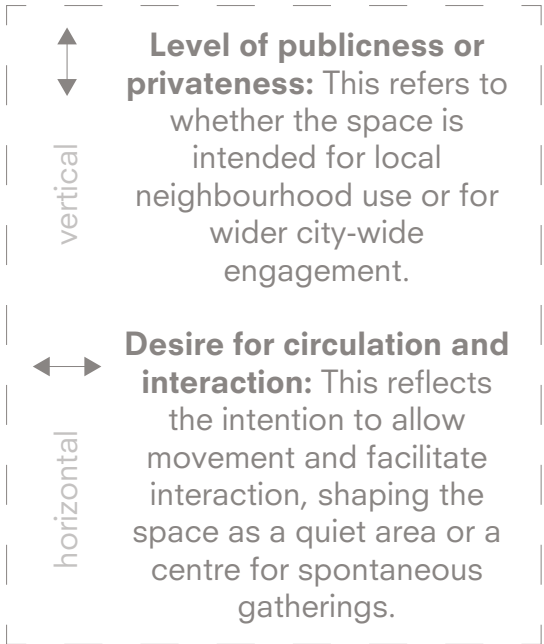 vertical
Level of publicness or
privateness: This refers to
whether the space is
intended for local
neighbourhood use or for
wider city-wide
engagement.
horizontal
Desire for circulation and
interaction: This reflects
the intention to allow
movement and facilitate
interaction, shaping the
space as a quiet area or a
centre for spontaneous
gatherings.